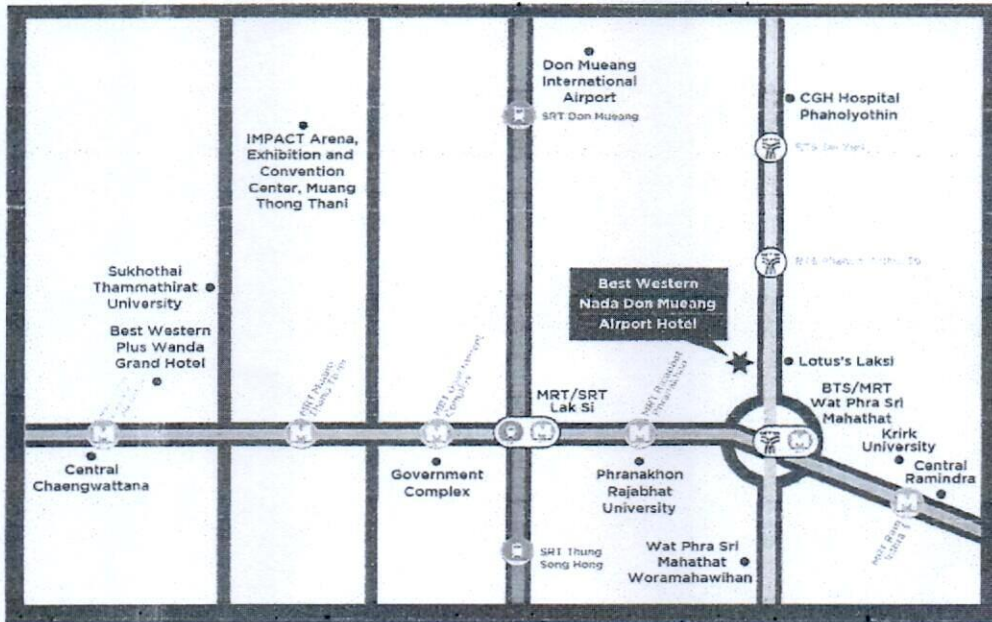 Don Mueang
International
Airport
SRT Don Mueang
CGH Hospital
Phaholyothin
IMPACT Arena,
Exhibition and
Convention
Center, Muang
Thong Thani
Sukhothai
Thammathirat
University
Best Western
Nada Don Mueang
Airport Hotel
Best Western
Plus Wanda
Grand Hotel
Lotus's Laksi
MRT/SRT
Lak Si
BTS/MRT
Wat Phra Sri
Mahathat
Krirk
University
Central
Ramindra
Central
Chaengwattana
Government
Complex
Phranakhon
Rajabhat
University
SRT Thung
Song Hong
Wat Phra Sri
Mahathat
Woramahawihan